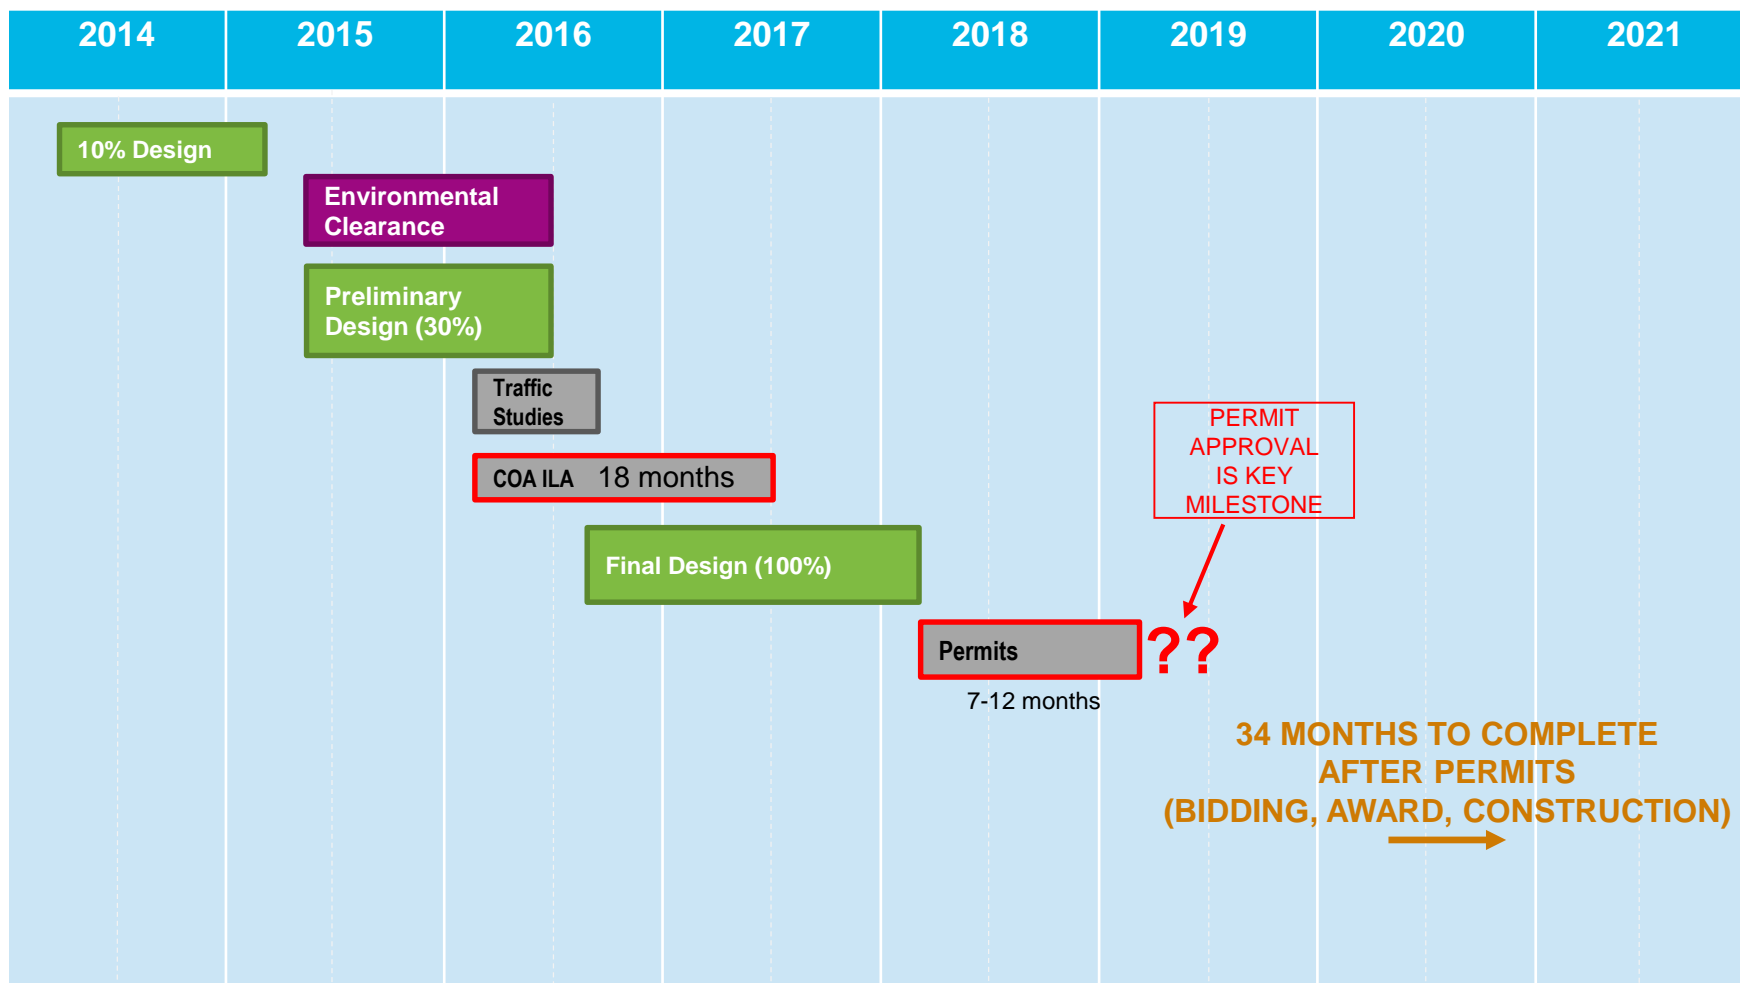 2014 2015 2016 2017 2018 2019 2020 2021
10% Design
Environmental
Clearance
Preliminary
Design (30%)
Traffic
Studies
COA ILA 18 months
PERMIT
APPROVAL
IS KEY
MILESTONE
Final Design (100%)
Permits
??
7-12 months
34 MONTHS TO COMPLETE
AFTER PERMITS
(BIDDING, AWARD, CONSTRUCTION)